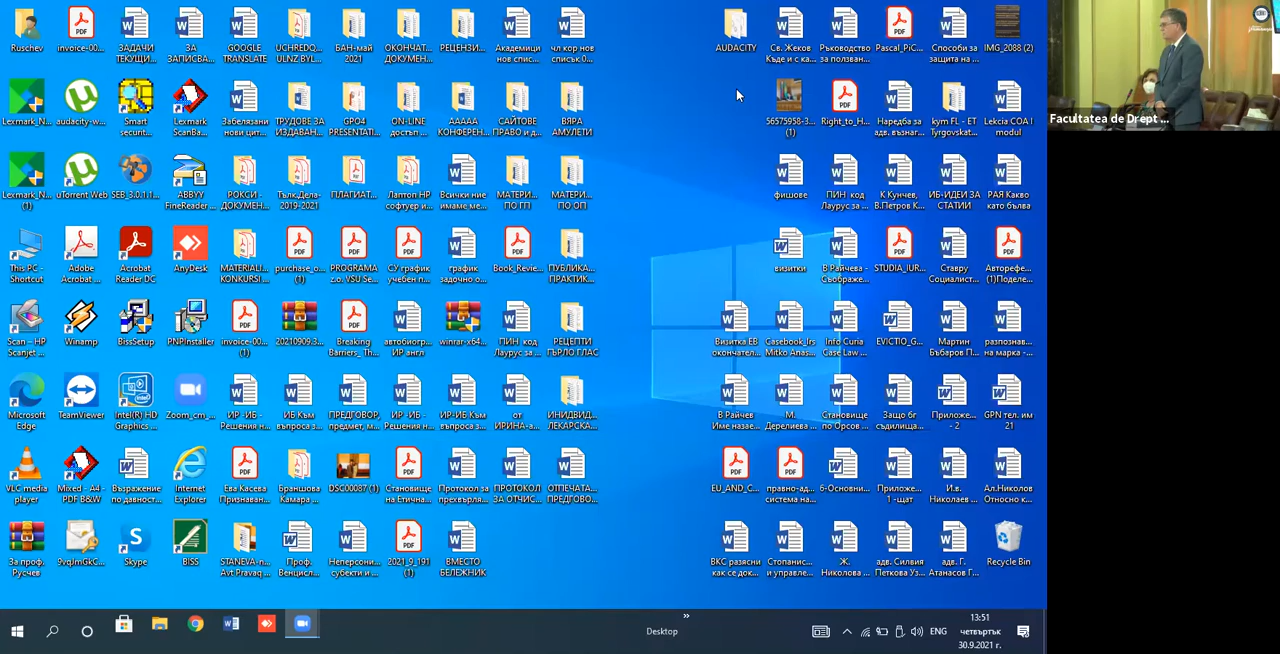 Ruschev
invoice-00...
ЗАДАЧИ
ТЕКУЩИ...
ЗА
ЗАПИСВА...
GOOGLE
TRANSLATE
UCHREDQ...
ULNZ BYL...
БАН-май
2021
ОКОНЧАТ...
ДОКУМЕН...
РЕЦЕНЗИ...
Академици
нов спис...
чл кор нов
списък 0...
AUDACITY
Св. Жеков
Къде и с ка...
Ръководство
за ползван...
Pascal_PiC...
Способи за
защита на ...
IMG_2088 (2)
Lexmark_N...
audacity-w...
Smart
securit...
Lexmark
ScanBa...
Забелязани
нови цит...
ТРУДОВЕ ЗА
ИЗДАВАН...
GPO4
PRESENTATI...
ON-LINE
достъп ...
AAAAA
КОНФЕРЕН...
САЙТОВЕ
ПРАВО и д...
ВЯРА
АМУЛЕТИ
56575958-3...
(1)
Right_to_H...
Наредба за
адв. възнаг...
kym FL - ET
Tyrgovskat...
Lekcia COA I
modul
Lexmark_N...
(1)
uTorrent Web
SEB_3.0.1.1...
ABBYY
FineReader ...
РОКСИ -
ДОКУМЕН...
Тълк.Дела-
2019-2021
ПЛАГИАТ...
Лаптоп HP
софтуер и...
Всички ние
имаме ме...
МАТЕРИ...
ПО ГП
МАТЕРИ...
ПО ОП
фишове
ПИН код
Лаурус за ...
К Кунчев,
В.Петров К...
ИБ-ИДЕИ ЗА
СТАТИИ
РАЯ Какво
като бълва
This PC -
Shortcut
Adobe
Acrobat ...
Acrobat
Reader DC
AnyDesk
MATERIALI...
KONKURSI ...
purchase_o...
(1)
PROGRAMA
z.o. VSU Se...
СУ график
учебен п...
график
задочно о...
Book_Revie...
ПУБЛИКА...
ПРАКТИК...
визитки
В Райчева -
Съображе...
STUDIA_IUR...
Ставру
Социалист...
Авторефе...
(1)Поделе...
Scan – HP
Scanjet ...
Winamp
BissSetup
PNPInstaller
invoice-00...
(1)
20210909.3...
Breaking
Barriers_ Th...
автобиогр...
ИР англ
winrar-x64...
ПИН код
Лаурус за ...
РЕЦЕПТИ
ГЪРЛО ГЛАС
Визитка ЕВ
окончател...
Casebook_Irs
Mitko Anas...
Info Curia
Case Law ...
EVICTIO_G...
Мартин
Бъбаров П...
разпознав...
на марка -...
Microsoft
Edge
TeamViewer
Intel(R) HD
Graphics ...
Zoom_cm_...
ИР -ИБ -
Решения н...
ИБ Към
въпроса з...
ПРЕДГОВОР,
предмет, м...
ИР -ИБ -
Решения н...
ИР-ИБ Към
въпроса з...
от
ИРИНА-а...
ИНИДВИД...
ЛЕКАРСКА...
В Райчев
Име назае...
М.
Дерелиева ...
Становище
по Орсов ...
Защо бг
съдилища...
Приложе...
- 2
GPN тел. им
21
VLC media
player
Mixed - A4 -
PDF B&W
Възражение
по давност...
Internet
Explorer
Ева Касева
Признаван...
Браншова
Камара ...
DSC00087 (1)
Становище
на Етична...
Протокол за
прехвърля...
ПРОТОКОЛ
ЗА ОТЧИС...
ОТПЕЧАТА...
ПРЕДГОВО...
EU_AND_C...
правно-ад...
система на...
6-Основни...
Приложе...
1 -щат
И.в.
Николаев ...
Ал.Николов
Относно к...
За проф.
Русчев
9vqJmGkC...
Skype
BISS
STANEVA-п...
Avt Pravaq ...
Проф.
Венцисл...
Неперсони...
субекти и ...
2021_9_191
(1)
ВМЕСТО
БЕЛЕЖНИК
ВКС разясни
как се док...
Стопанис...
и управле...
Ж.
Николова ...
адв. Силвия
Петкова Уз...
адв. Г.
Атанасов Г...
Recycle Bin
Desktop
ENG
13:51
четвъртък
30.9.2021 г.
Facultatea de Drept ...